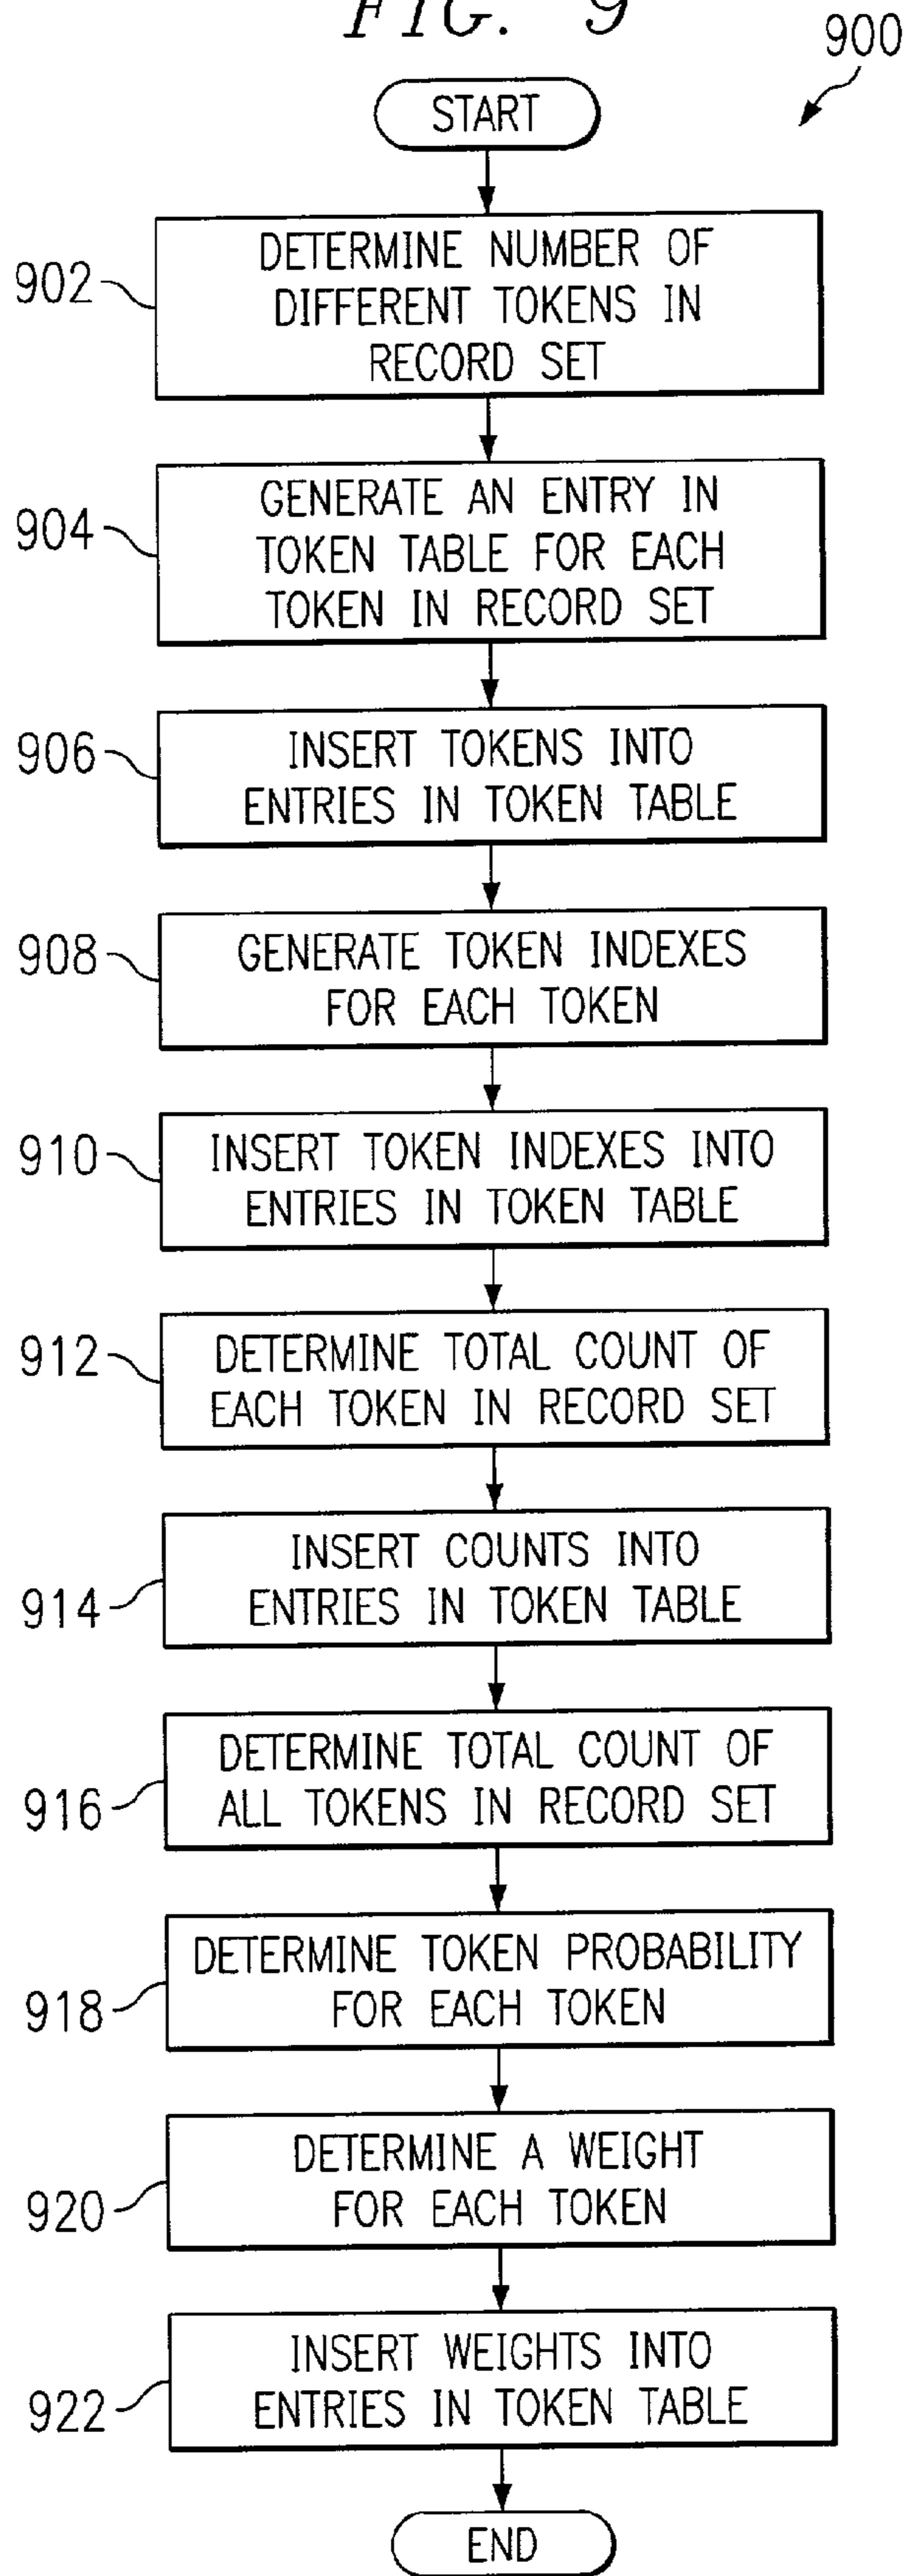 FIG. 9
900
START
902
DETERMINE NUMBER OF
DIFFERENT TOKENS IN
RECORD SET
904
GENERATE AN ENTRY IN
TOKEN TABLE FOR EACH
TOKEN IN RECORD SET
906
INSERT TOKENS INTO
ENTRIES IN TOKEN TABLE
908
GENERATE TOKEN INDEXES
FOR EACH TOKEN
910
INSERT TOKEN INDEXES INTO
ENTRIES IN TOKEN TABLE
912
DETERMINE TOTAL COUNT OF
EACH TOKEN IN RECORD SET
914
INSERT COUNTS INTO
ENTRIES IN TOKEN TABLE
916
DETERMINE TOTAL COUNT OF
ALL TOKENS IN RECORD SET
918
DETERMINE TOKEN PROBABILITY
FOR EACH TOKEN
920
DETERMINE A WEIGHT
FOR EACH TOKEN
922
INSERT WEIGHTS INTO
ENTRIES IN TOKEN TABLE
END